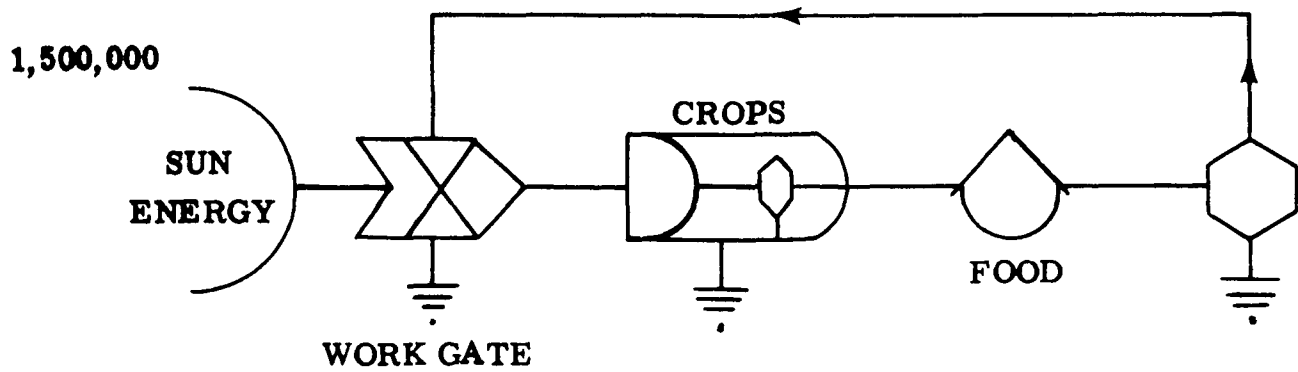 1,500,000
SUN
ENERGY
CROPS
FOOD
WORK GATE